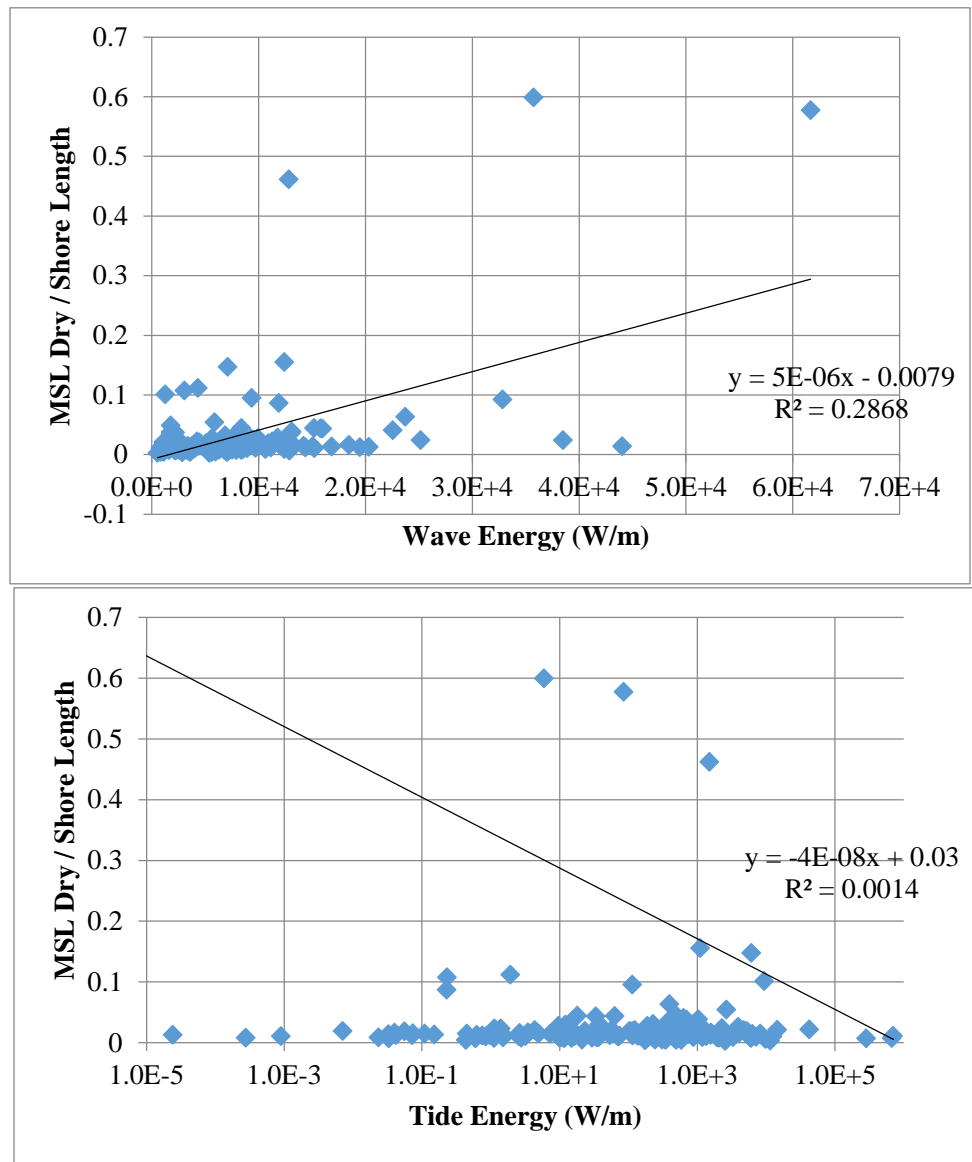 0.7
0.6
0.5
0.4
0.3
0.2
0.1
0
-0.1
MSL Dry / Shore Length
y = 5E-06x - 0.0079
R² = 0.2868
0.0E+0 1.0E+4 2.0E+4 3.0E+4 4.0E+4 5.0E+4 6.0E+4 7.0E+4
Wave Energy (W/m)
0.7
0.6
0.5
0.4
0.3
0.2
0.1
0
MSL Dry / Shore Length
y = -4E-08x + 0.03
R² = 0.0014
1.0E-5 1.0E-3 1.0E-1 1.0E+1 1.0E+3 1.0E+5
Tide Energy (W/m)